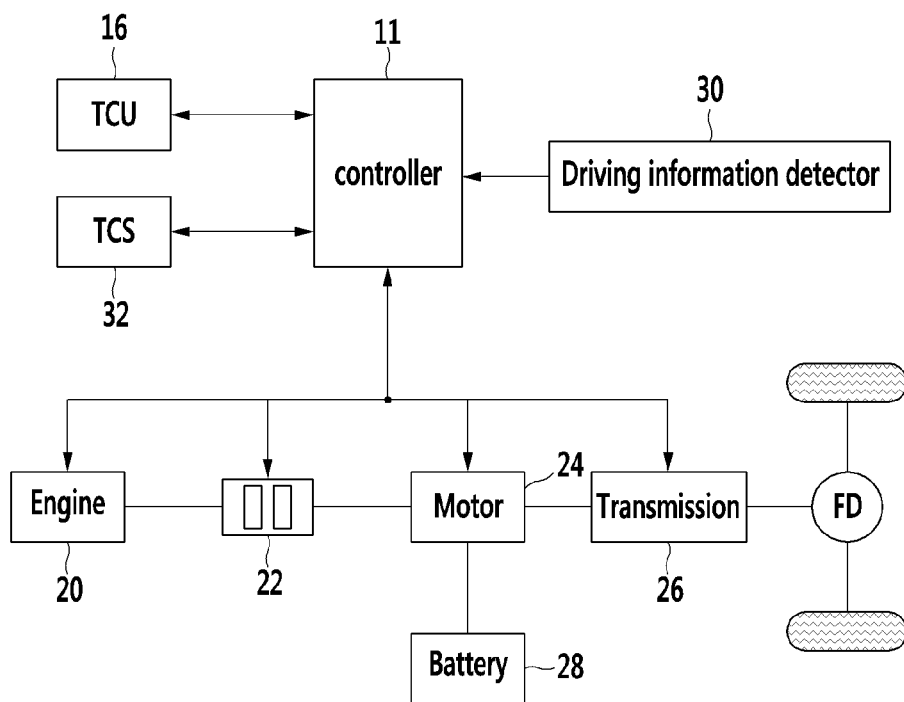 16
11
30
TCU
controller
Driving information detector
TCS
32
24
Engine
Motor
Transmission
FD
20
22
26
Battery
28